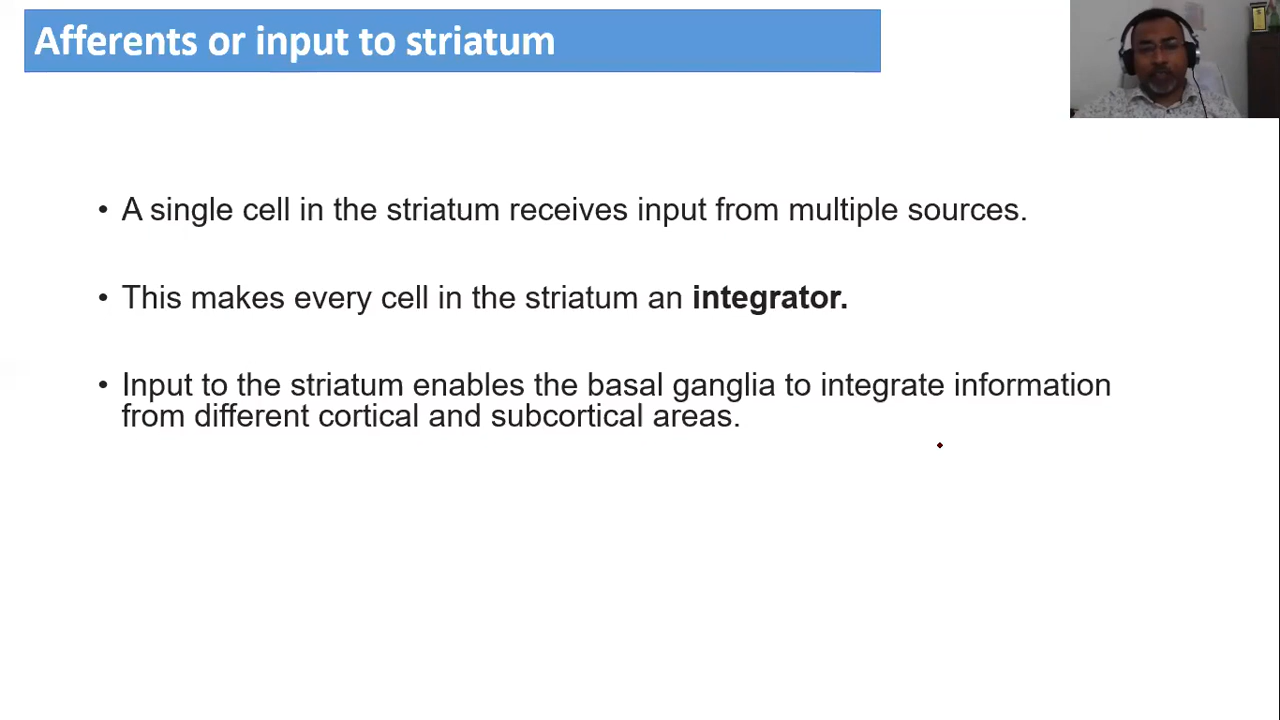 Afferents or input to striatum
• A single cell in the striatum receives input from multiple sources.
• This makes every cell in the striatum an integrator.
• Input to the striatum enables the basal ganglia to integrate information
from different cortical and subcortical areas.